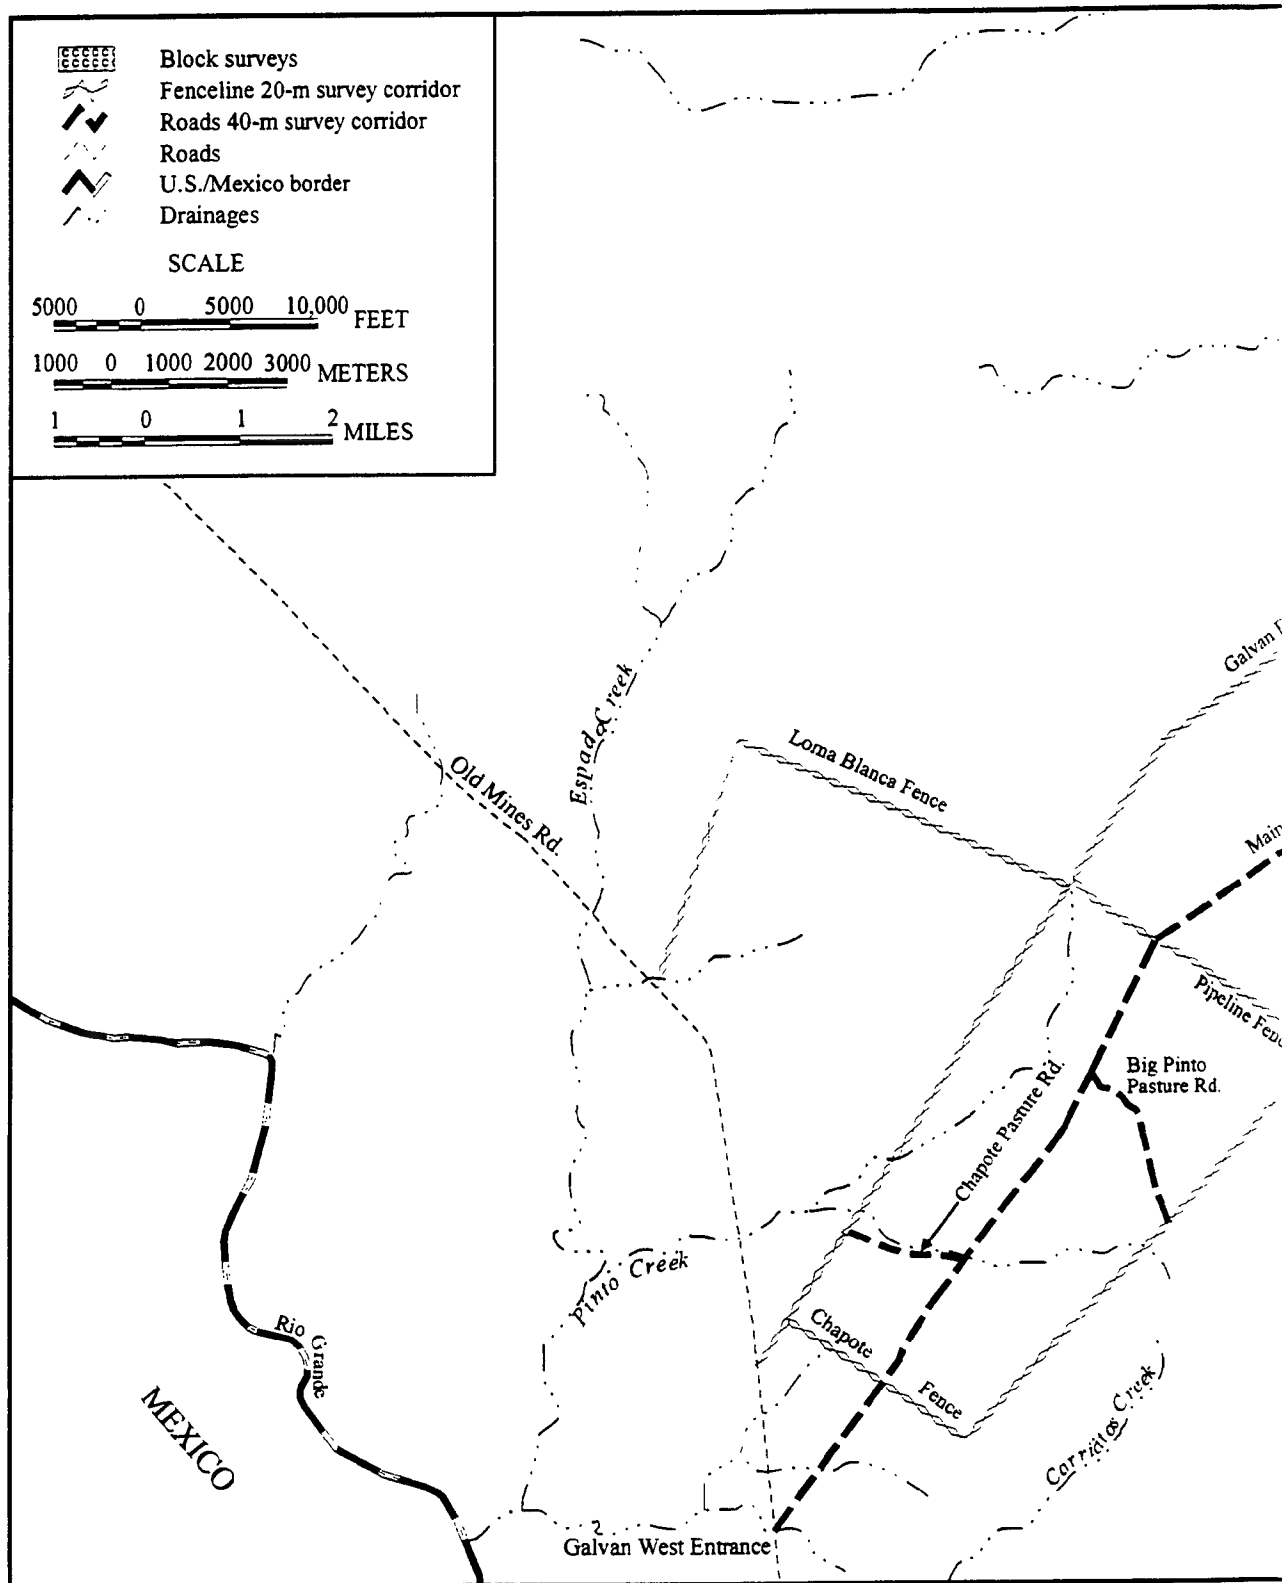 Block surveys
Fenceline 20-m survey corridor
Roads 40-m survey corridor
Roads
U.S./Mexico border
Drainages
SCALE
5000 0 5000 10,000 FEET
1000 0 1000 2000 3000 METERS
1 0 1 2 MILES
Galvan
Espada Creek
Loma Blanca Fence
Old Mines Rd.
Main
Pipeline Fenc
Big Pinto
Pasture Rd.
Chapote Pasture Rd.
Pinto Creek
Rio Grande
Chapote Fence
MEXICO
Carrizitos Creek
Galvan West Entrance